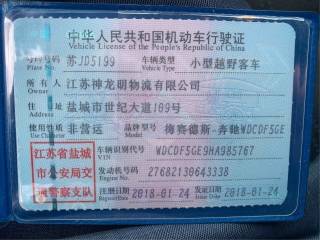 中华人民共和国机动车行驶证
Vehicle License of the People's Republic of China
号牌号码 苏JD5199 车辆类型 小型越野客车
Plate No. Vehicle Type
所有人 江苏神龙明物流有限公司
Owner
住址 盐城市世纪大道169号
Address
使用性质 非营运 品牌型号 梅赛德斯-奔驰WDCDF5GE
Use Character Model
江苏省盐城 车辆识别代号 WDCDF5GE9HA985767
VIN
市公安局交 发动机号码 27682130643338
Engine No.
通警察支队 注册日期 2018-01-24 发证日期 2018-01-24
Register Date Issue Date